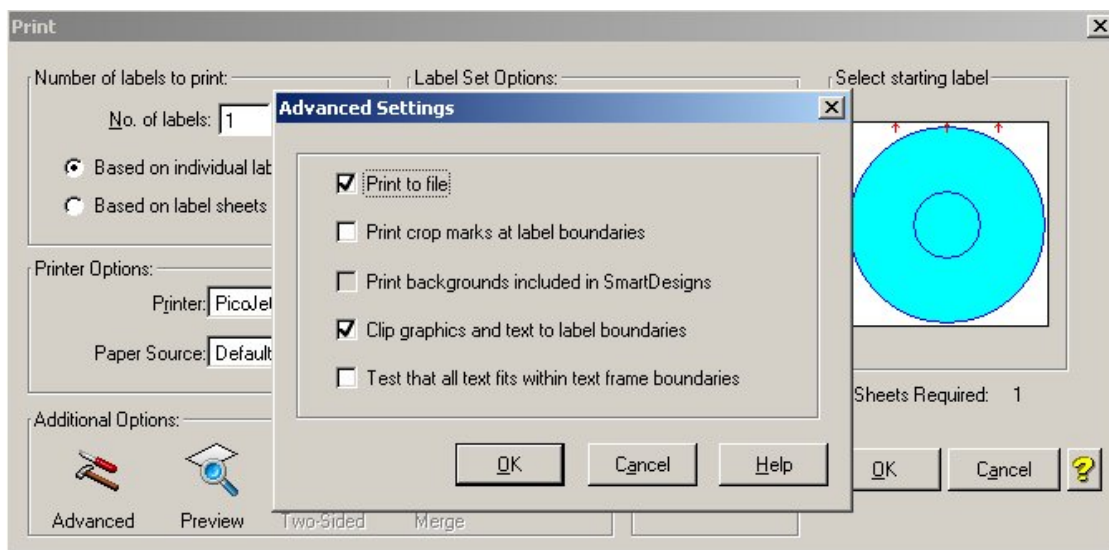 Print
Number of labels to print:
Label Set Options:
Select starting label
No. of labels: 1
Based on individual lab
Based on label sheets
Printer Options:
Printer: PicoJet
Paper Source: Default
Additional Options:
Advanced
Preview
Two-Sided
Merge
Sheets Required: 1
OK
Cancel
Advanced Settings
Print to file
Print crop marks at label boundaries
Print backgrounds included in SmartDesigns
Clip graphics and text to label boundaries
Test that all text fits within text frame boundaries
OK
Cancel
Help